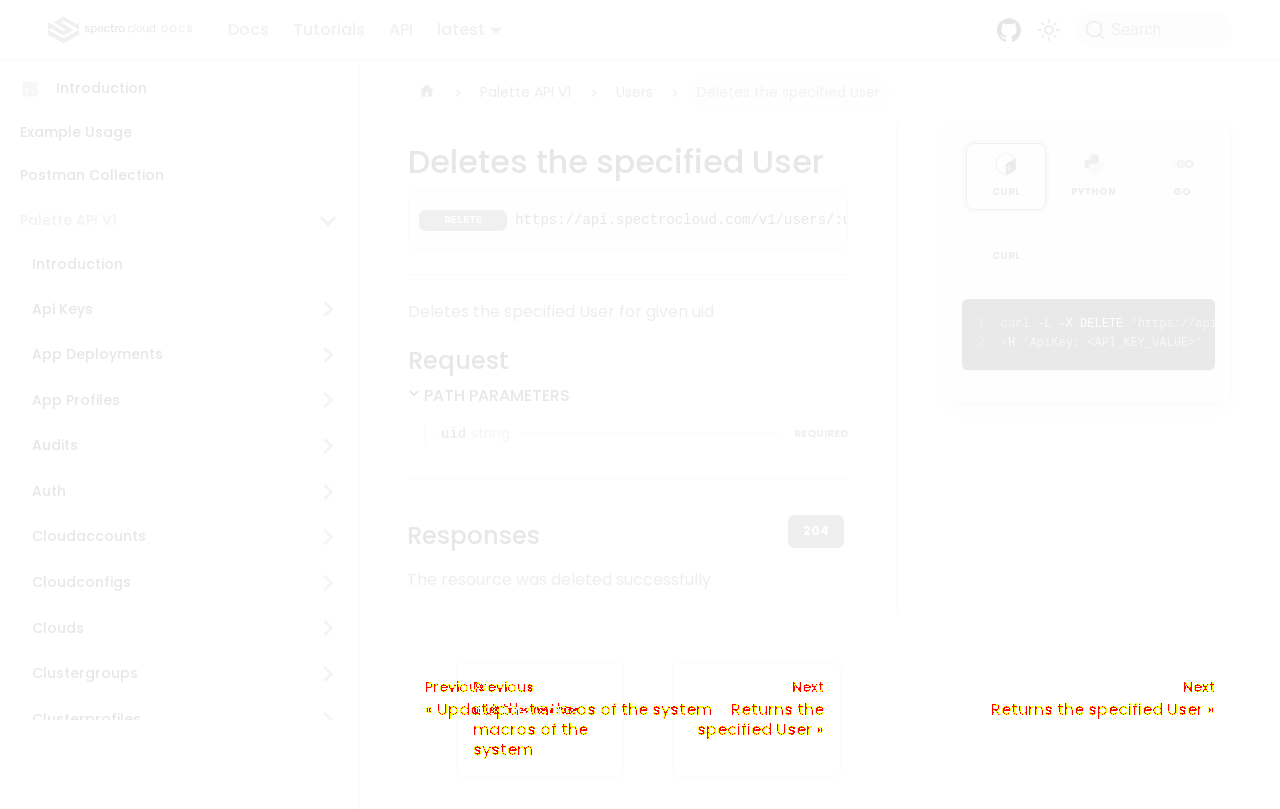 spectro cloud DOCS
Docs Tutorials API latest
Search
Introduction
Example Usage
Postman Collection
Palette API V1
Introduction
Api Keys
App Deployments
App Profiles
Audits
Auth
Cloudaccounts
Cloudconfigs
Clouds
Clustergroups
Clusterprofiles
Palette API V1 Users Deletes the specified User
Deletes the specified User
DELETE https://api.spectrocloud.com/v1/users/:u
Deletes the specified User for given uid
Request
PATH PARAMETERS
uid string REQUIRED
Responses
204
The resource was deleted successfully
CURL PYTHON GO
CURL
1 curl -L -X DELETE 'https://api
2 -H 'ApiKey: <API_KEY_VALUE>'
Previous
Previous
macros of the system
macros of the
system
Next
Returns the
specified User »
Next
Returns the specified User »